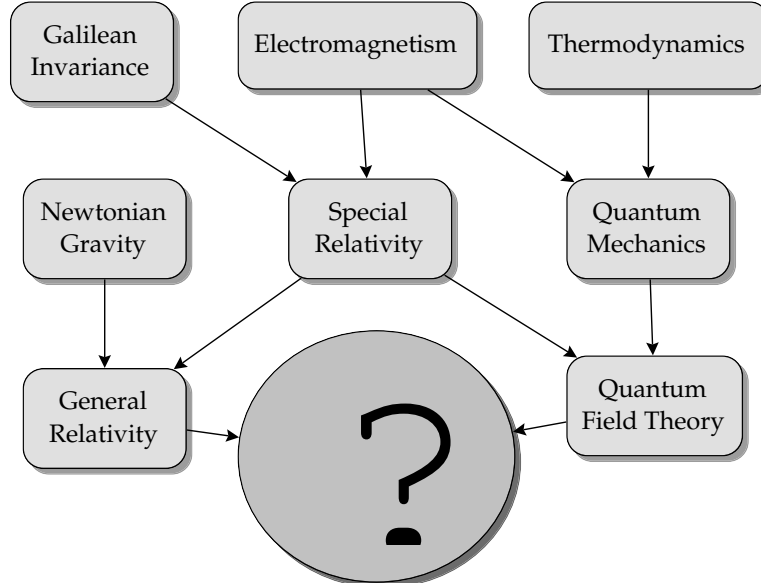 Galilean
Invariance
Electromagnetism
Thermodynamics
Newtonian
Gravity
Special
Relativity
Quantum
Mechanics
General
Relativity
?
Quantum
Field Theory